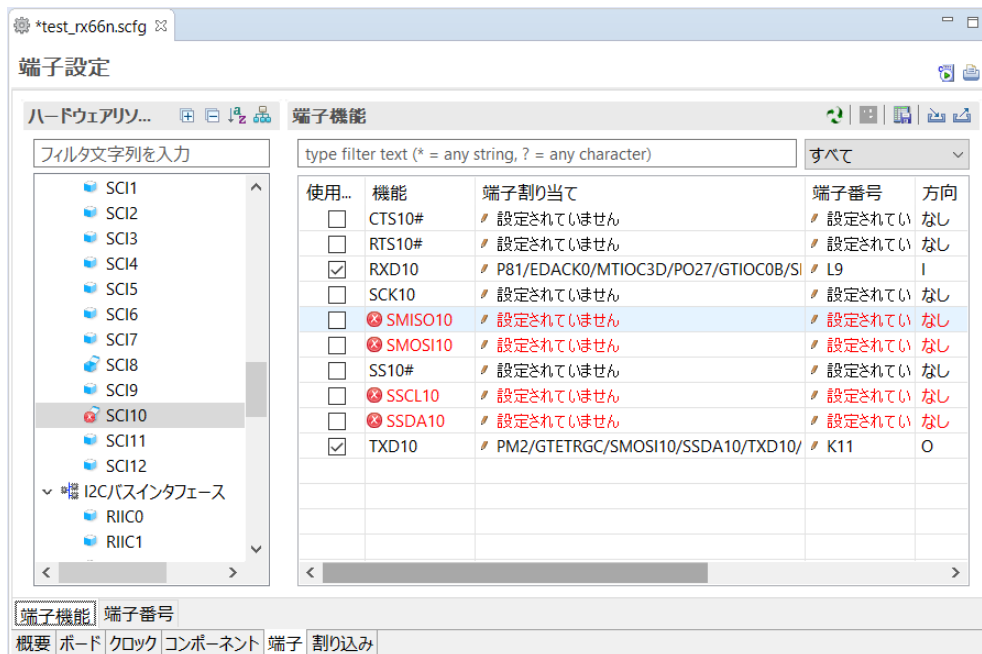 *test_rx66n.scfg
端子設定
ハードウェアリソ...
フィルタ文字列を入力
SCI1
SCI2
SCI3
SCI4
SCI5
SCI6
SCI7
SCI8
SCI9
SCI10
SCI11
SCI12
I2Cバスインタフェース
RIIC0
RIIC1
端子機能
type filter text (* = any string, ? = any character)
すべて
使用... 機能 端子割り当て 端子番号 方向
CTS10# 設定されていません 設定されてい なし
RTS10# 設定されていません 設定されてい なし
RXD10 P81/EDACK0/MTIOC3D/PO27/GTIOC0B/SI L9 I
SCK10 設定されていません 設定されてい なし
SMISO10 設定されていません 設定されてい なし
SMOSI10 設定されていません 設定されてい なし
SS10# 設定されていません 設定されてい なし
SSCL10 設定されていません 設定されてい なし
SSDA10 設定されていません 設定されてい なし
TXD10 PM2/GTETRGC/SMOSI10/SSDA10/TXD10/ K11 O
端子機能 端子番号
概要 ボード クロック コンポーネント 端子 割り込み